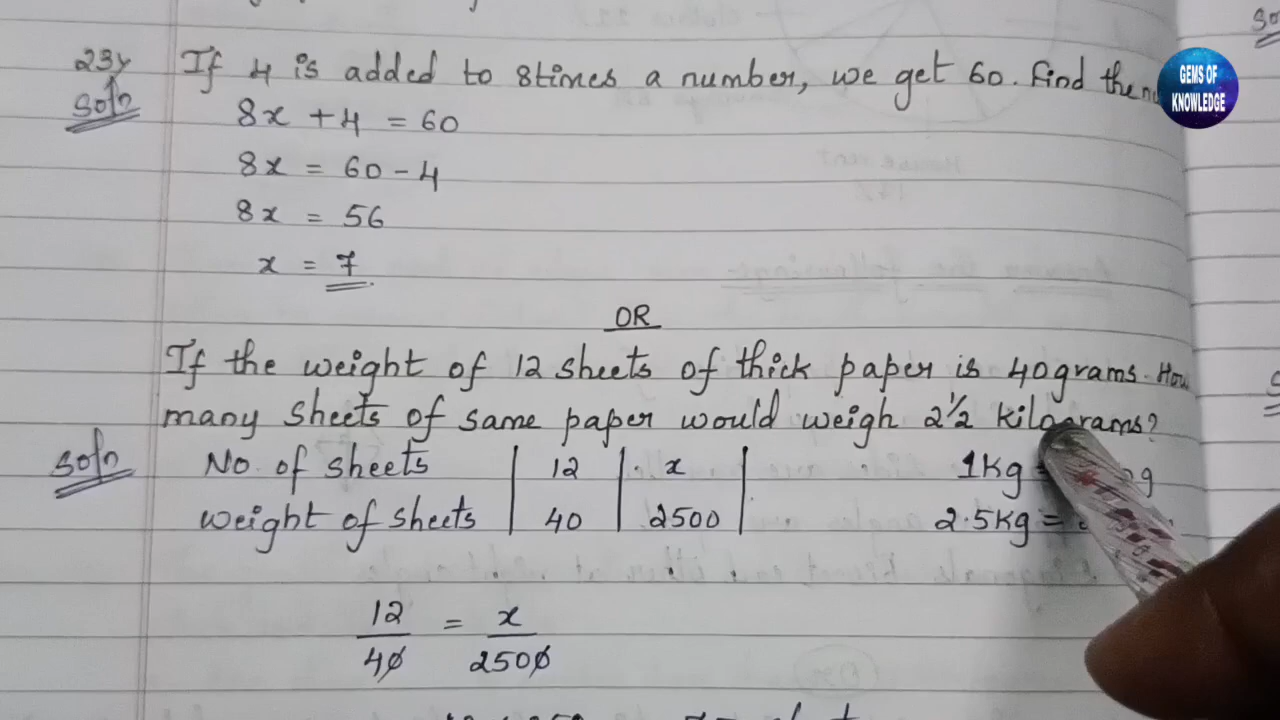 23y If 4 is added to 8times a number, we get 60. Find the
Soln 8x + 4 = 60
8x = 60 - 4
8x = 56
x = 7
OR
If the weight of 12 sheets of thick paper is 40grams. How
many sheets of same paper would weigh 2½ kilograms?
Soln No. of sheets | 12 | x | 1Kg
weight of sheets | 40 | 2500 | 2.5Kg =
12/40 = x/2500
GEMS OF
KNOWLEDGE